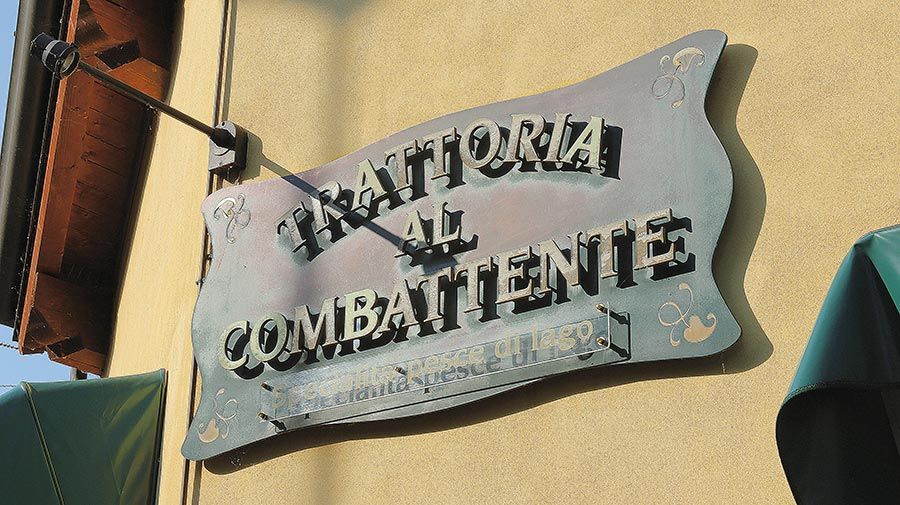 TRATTORIA
AL
COMBATTENTE
Specialità pesce di lago